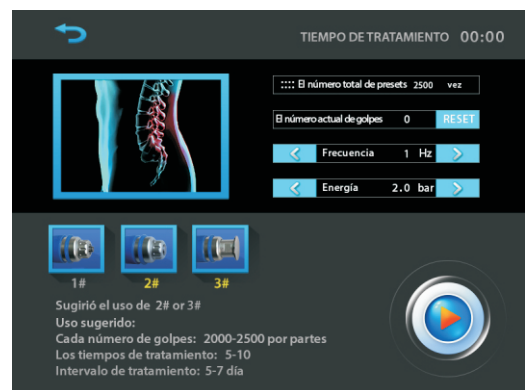 TIEMPO DE TRATAMIENTO 00:00
:::: El número total de presets 2500 vez
El número actual de golpes 0 RESET
Frecuencia 1 Hz
Energía 2.0 bar
1# 2# 3#
Sugirió el uso de 2# or 3#
Uso sugerido:
Cada número de golpes: 2000-2500 por partes
Los tiempos de tratamiento: 5-10
Intervalo de tratamiento: 5-7 día